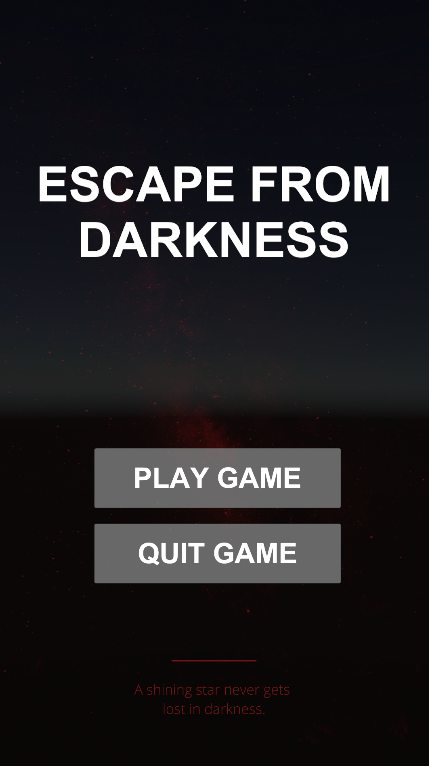 ESCAPE FROM
DARKNESS
PLAY GAME
QUIT GAME
A shining star never gets
lost in darkness.